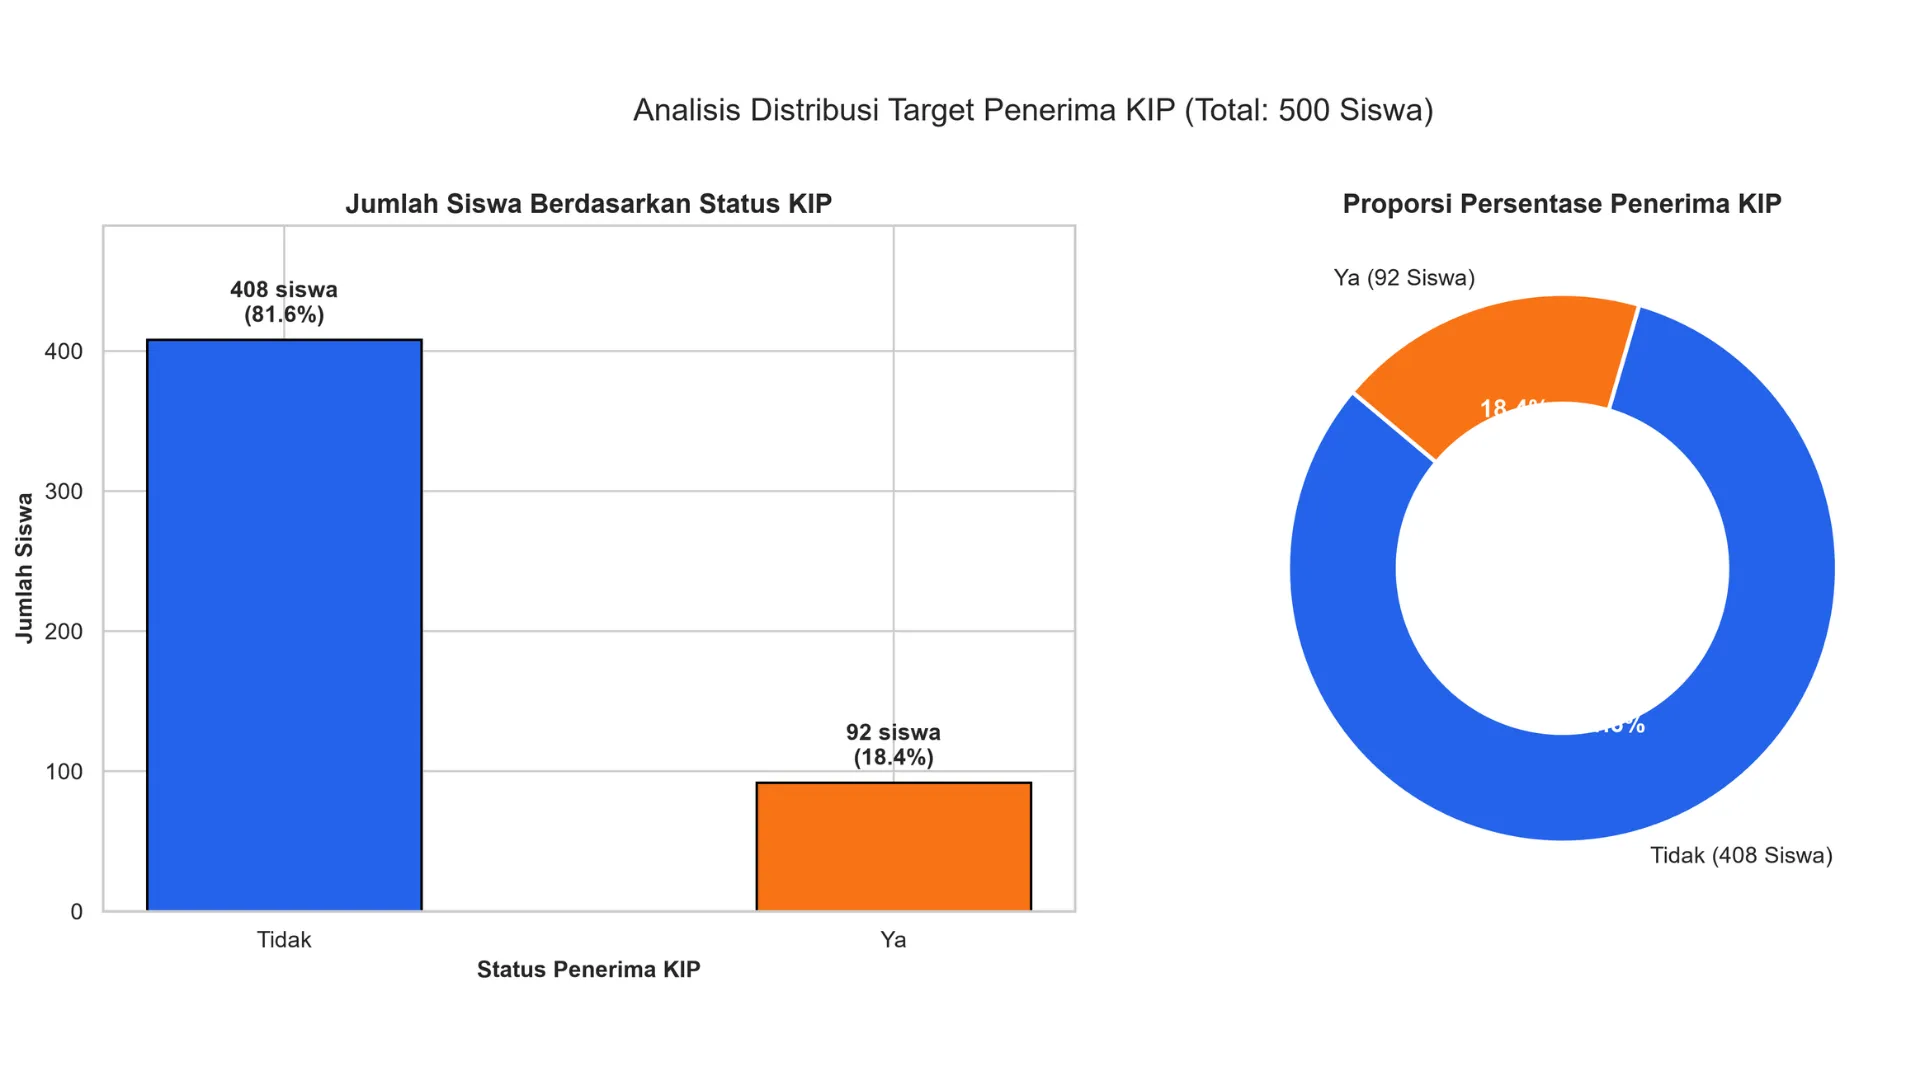 Analisis Distribusi Target Penerima KIP (Total: 500 Siswa)
Jumlah Siswa Berdasarkan Status KIP
408 siswa
(81.6%)
92 siswa
(18.4%)
400
300
200
100
0
Jumlah Siswa
Tidak
Ya
Status Penerima KIP
Proporsi Persentase Penerima KIP
Ya (92 Siswa)
18.4%
Tidak (408 Siswa)